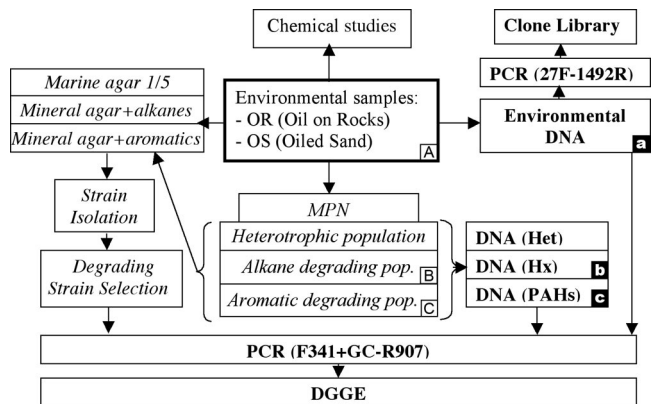 Chemical studies
Clone Library
PCR (27F-1492R)
Marine agar 1/5
Mineral agar+alkanes
Mineral agar+aromatics
Environmental samples:
- OR (Oil on Rocks)
- OS (Oiled Sand)
A
Environmental
DNA
a
Strain
Isolation
MPN
Heterotrophic population
Alkane degrading pop.
B
Aromatic degrading pop.
C
DNA (Het)
DNA (Hx)
b
DNA (PAHs)
c
Degrading
Strain Selection
PCR (F341+GC-R907)
DGGE